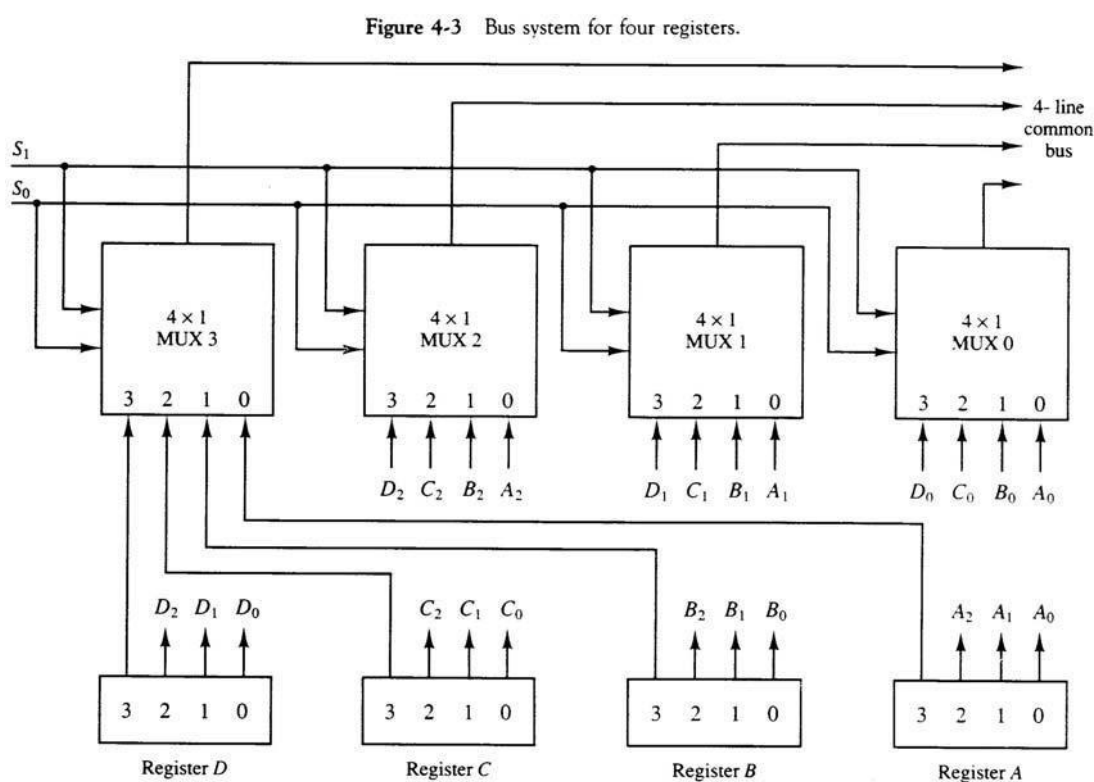 Figure 4-3 Bus system for four registers.
4- line
common
bus
S₁
S₀
4 × 1
MUX 3
3 2 1 0
4 × 1
MUX 2
3 2 1 0
4 × 1
MUX 1
3 2 1 0
4 × 1
MUX 0
3 2 1 0
D₂ C₂ B₂ A₂
D₁ C₁ B₁ A₁
D₀ C₀ B₀ A₀
D₂ D₁ D₀
C₂ C₁ C₀
B₂ B₁ B₀
A₂ A₁ A₀
3 2 1 0
3 2 1 0
3 2 1 0
3 2 1 0
Register D
Register C
Register B
Register A